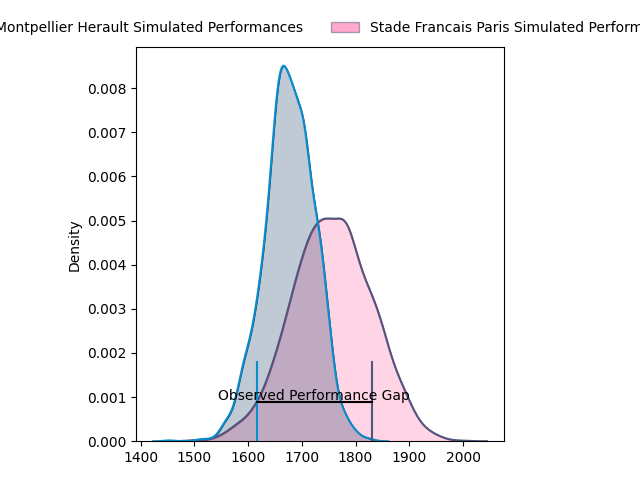 Montpellier Herault Simulated Performances Stade Francais Paris Simulated Perform
0.008
0.007
0.006
0.005
0.004
0.003
0.002
0.001
0.000
Density
Observed Performance Gap
1400 1500 1600 1700 1800 1900 2000